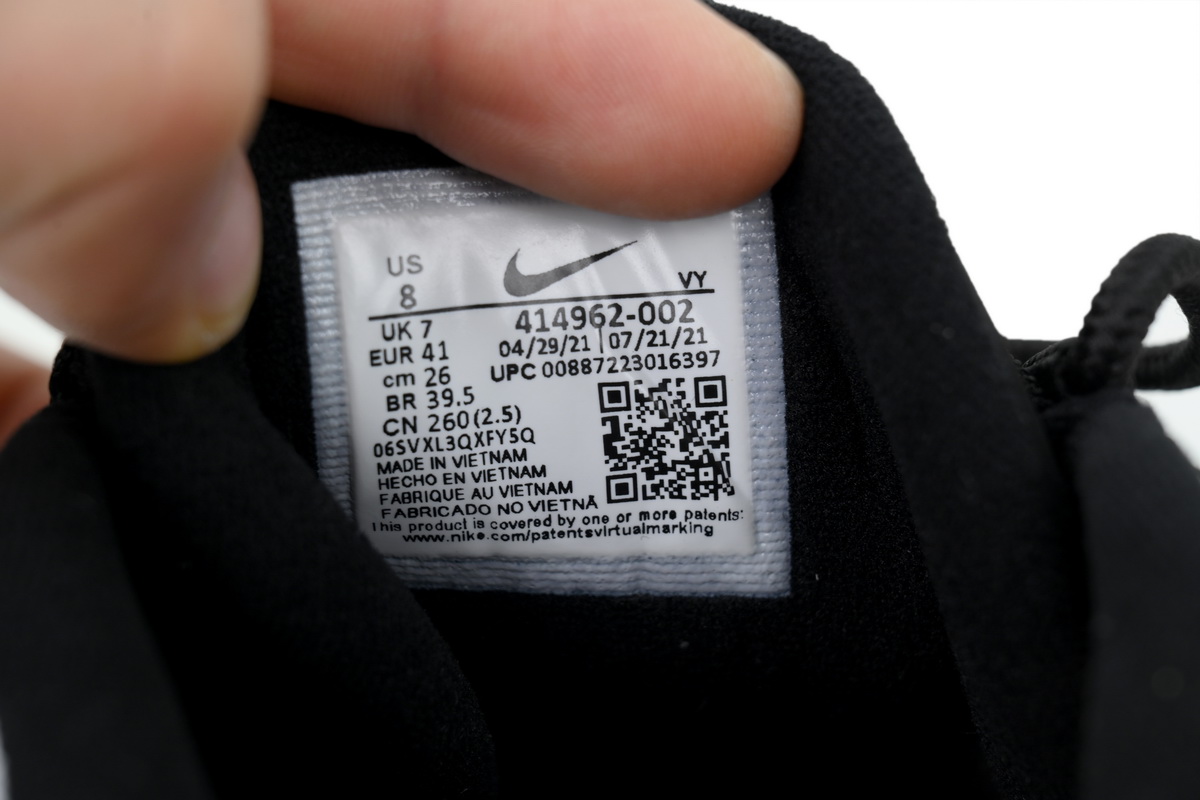 US
8
VY
UK 7
EUR 41
cm 26
BR 39.5
CN 260(2.5)
414962-002
04/29/21 | 07/21/21
UPC 00887223016397
06SVXL3QXFY5Q
MADE IN VIETNAM
HECHO EN VIETNAM
FABRIQUE AU VIETNAM
FABRICADO NO VIETNÃ
This product is covered by one or more patents:
www.nike.com/patentsvirtualmarking